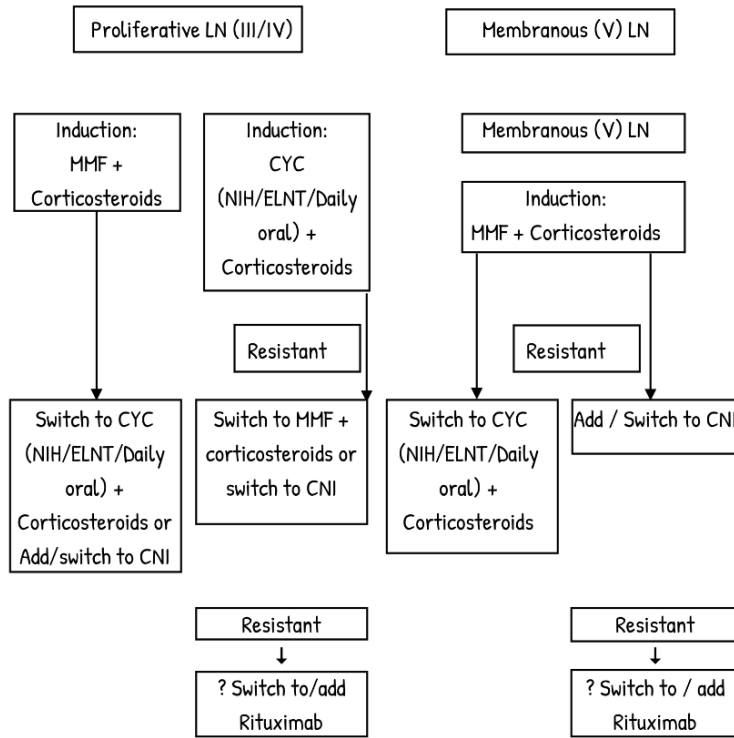 Proliferative LN (III/IV)
Membranous (V) LN
Induction:
MMF +
Corticosteroids
Induction:
CYC
(NIH/ELNT/Daily
oral) +
Corticosteroids
Membranous (V) LN
Induction:
MMF + Corticosteroids
Resistant
Resistant
Switch to CYC
(NIH/ELNT/Daily
oral) +
Corticosteroids or
Add/switch to CNI
Switch to MMF +
corticosteroids or
switch to CNI
Switch to CYC
(NIH/ELNT/Daily
oral) +
Corticosteroids
Add / Switch to CNI
Resistant
? Switch to/add
Rituximab
Resistant
? Switch to / add
Rituximab